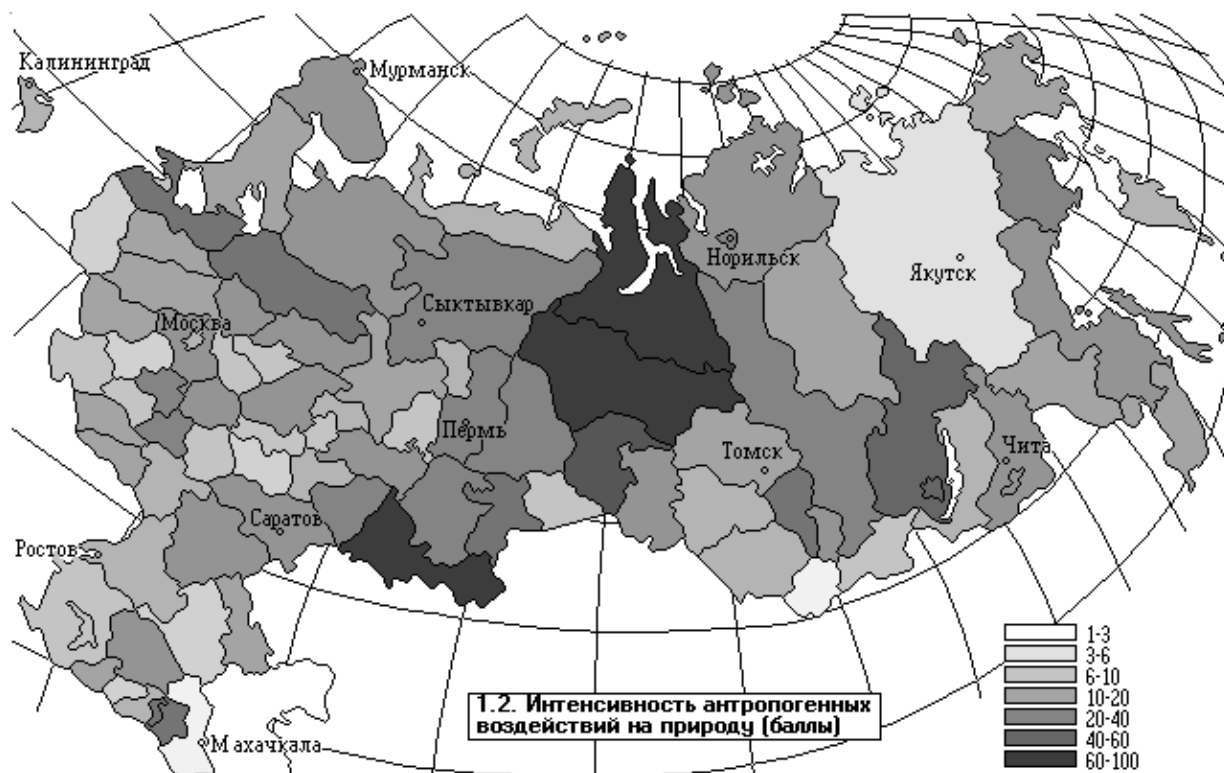 Калининград
Мурманск
Норильск
Якутск
Сыктывкар
Москва
Пермь
Томск
Чита
Саратов
Ростов
Махачкала
1.2. Интенсивность антропогенных
воздействий на природу (баллы)
1-3
3-6
6-10
10-20
20-40
40-60
60-100